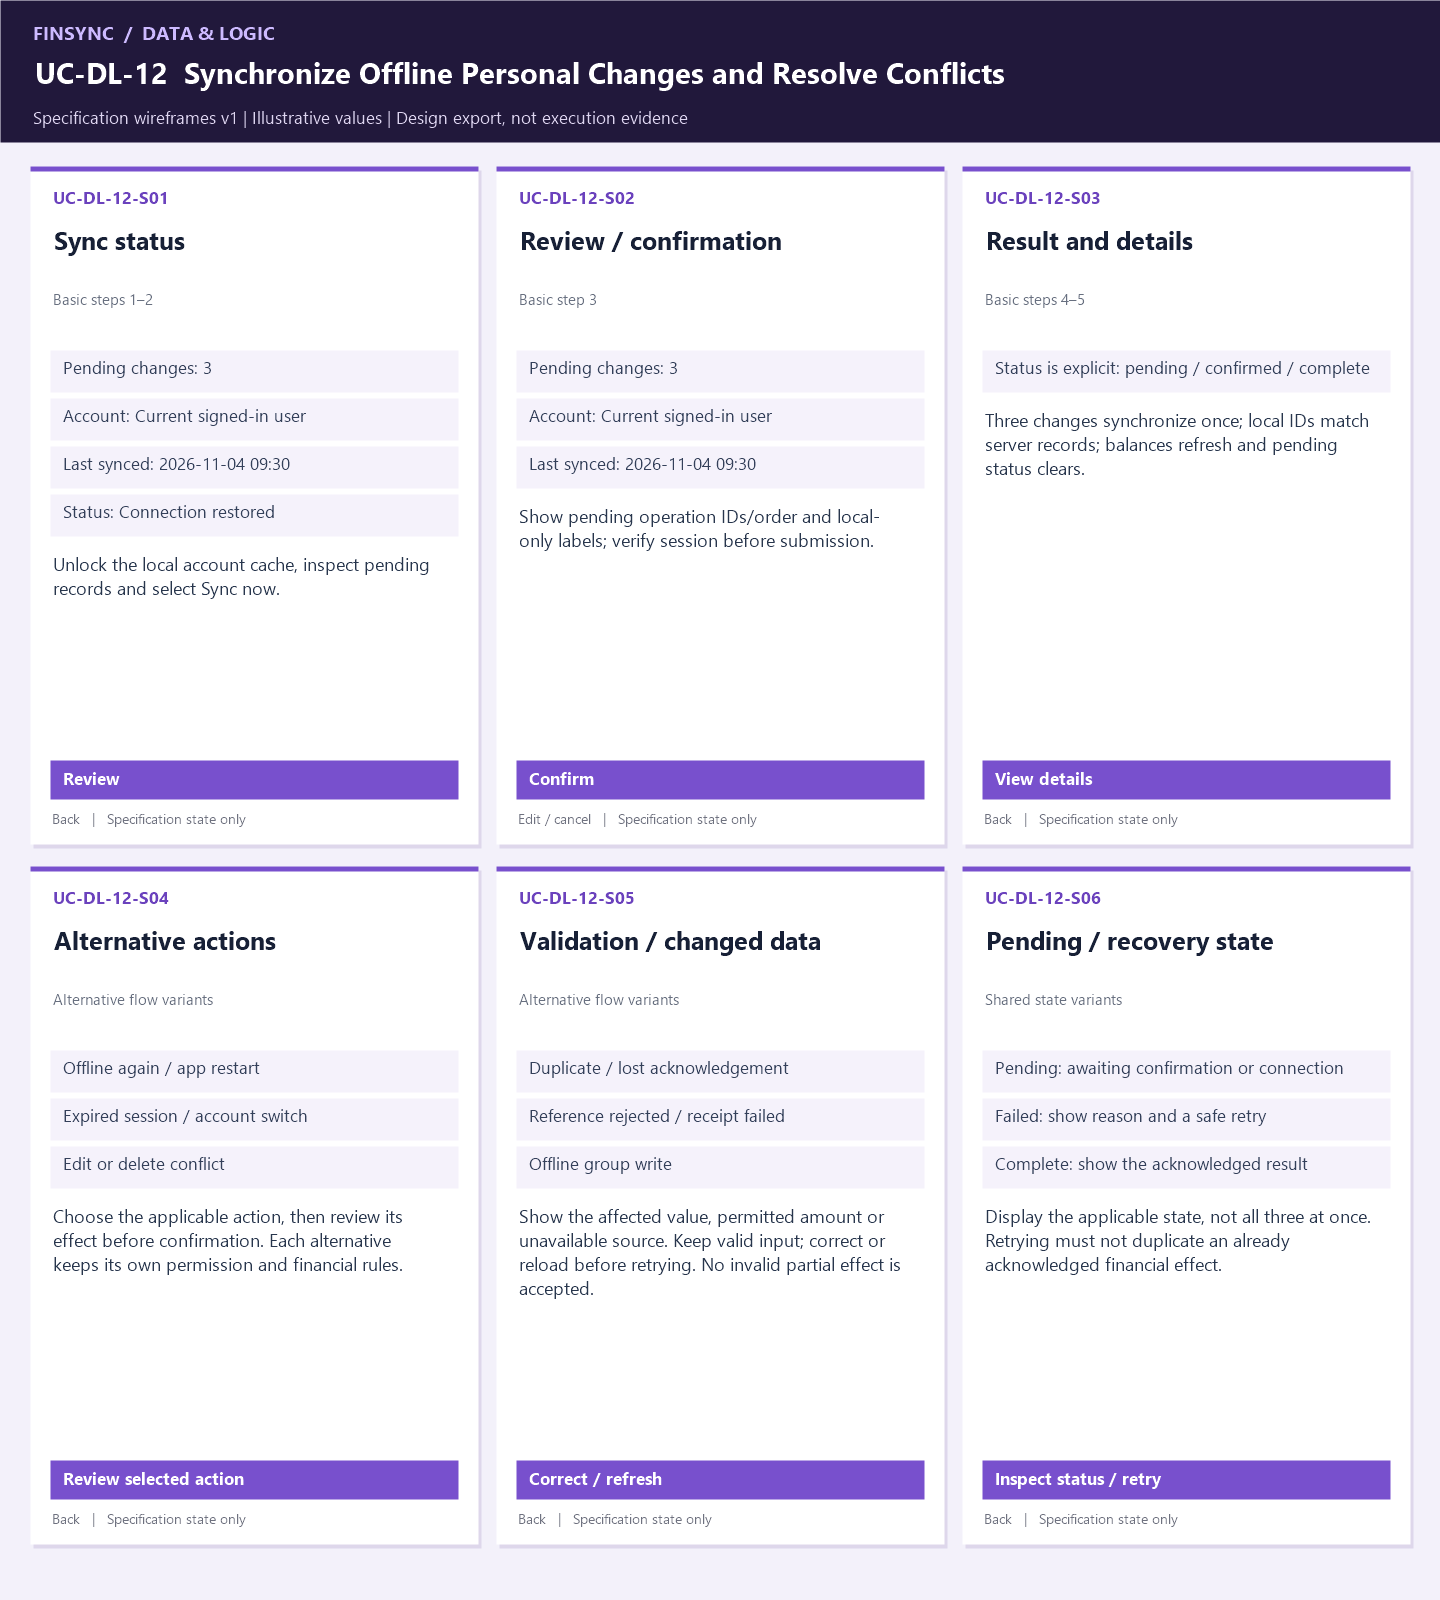 FINSYNC / DATA & LOGIC
UC-DL-12 Synchronize Offline Personal Changes and Resolve Conflicts
Specification wireframes v1 | Illustrative values | Design export, not execution evidence
UC-DL-12-S01
Sync status
Basic steps 1–2
Pending changes: 3
Account: Current signed-in user
Last synced: 2026-11-04 09:30
Status: Connection restored
Unlock the local account cache, inspect pending
records and select Sync now.
Review
Back | Specification state only
UC-DL-12-S02
Review / confirmation
Basic step 3
Pending changes: 3
Account: Current signed-in user
Last synced: 2026-11-04 09:30
Show pending operation IDs/order and local-
only labels; verify session before submission.
Confirm
Edit / cancel | Specification state only
UC-DL-12-S03
Result and details
Basic steps 4–5
Status is explicit: pending / confirmed / complete
Three changes synchronize once; local IDs match
server records; balances refresh and pending
status clears.
View details
Back | Specification state only
UC-DL-12-S04
Alternative actions
Alternative flow variants
Offline again / app restart
Expired session / account switch
Edit or delete conflict
Choose the applicable action, then review its
effect before confirmation. Each alternative
keeps its own permission and financial rules.
Review selected action
Back | Specification state only
UC-DL-12-S05
Validation / changed data
Alternative flow variants
Duplicate / lost acknowledgement
Reference rejected / receipt failed
Offline group write
Show the affected value, permitted amount or
unavailable source. Keep valid input; correct or
reload before retrying. No invalid partial effect is
accepted.
Correct / refresh
Back | Specification state only
UC-DL-12-S06
Pending / recovery state
Shared state variants
Pending: awaiting confirmation or connection
Failed: show reason and a safe retry
Complete: show the acknowledged result
Display the applicable state, not all three at once.
Retrying must not duplicate an already
acknowledged financial effect.
Inspect status / retry
Back | Specification state only